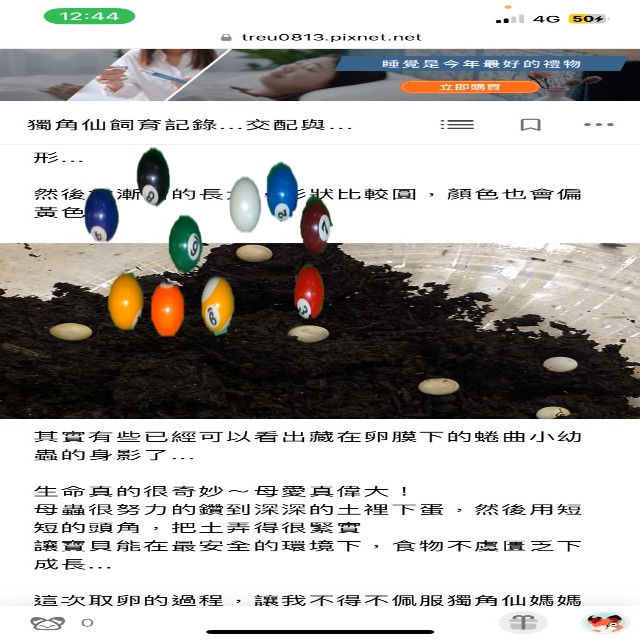 12:44
4G 50
treu0813.pixnet.net
睡覺是今年最好的禮物
立即購買
獨角仙飼育記錄...交配與...
形...
然後 漸 的長 形狀比較圓，顏色也會偏
黃色
8
4
2
7
6
9
3
其實有些已經可以看出藏在卵膜下的蜷曲小幼
蟲的身影了...
生命真的很奇妙～母愛真偉大！
母蟲很努力的鑽到深深的土裡下蛋，然後用短
短的頭角，把土弄得很緊實
讓寶貝能在最安全的環境下，食物不虞匱乏下
成長...
這次取卵的過程，讓我不得不佩服獨角仙媽媽
0